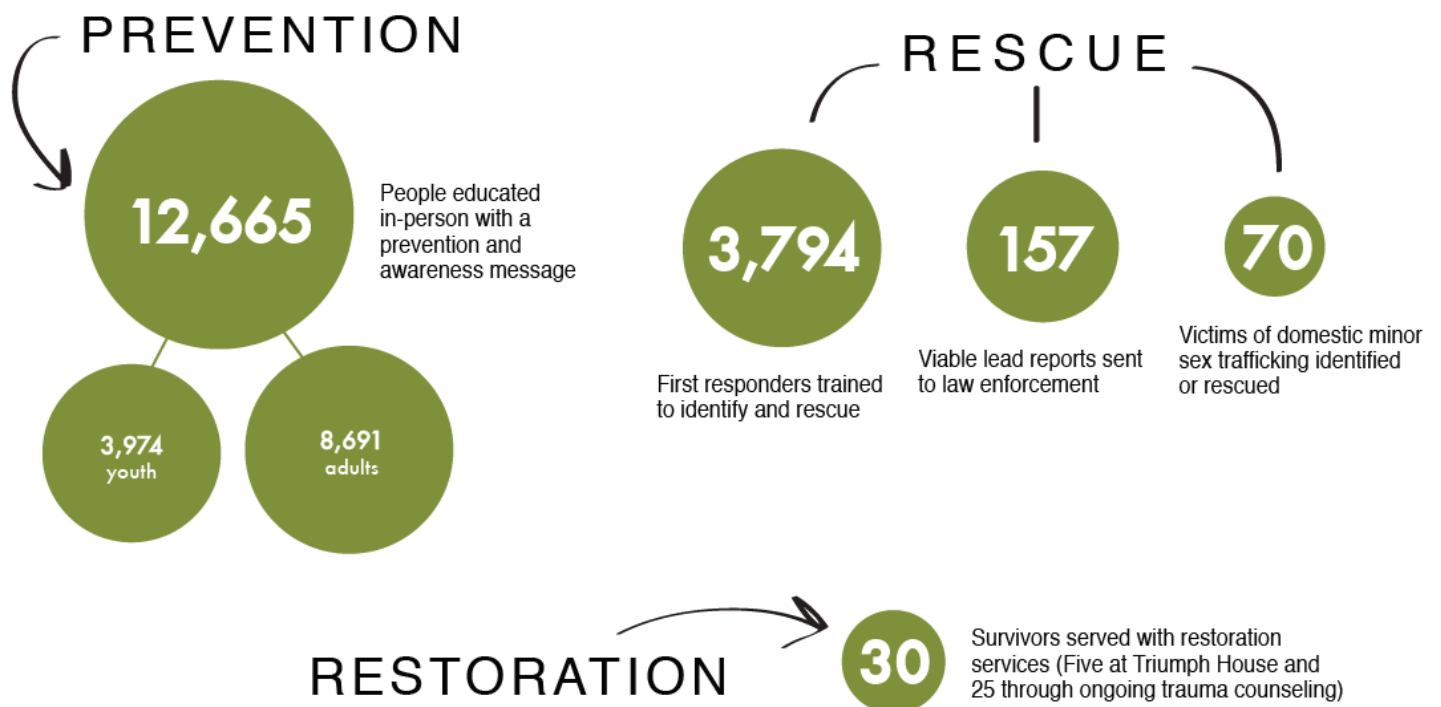 PREVENTION
12,665
People educated
in-person with a
prevention and
awareness message
3,974
youth
8,691
adults
RESCUE
3,794
First responders trained
to identify and rescue
157
Viable lead reports sent
to law enforcement
70
Victims of domestic minor
sex trafficking identified
or rescued
RESTORATION
30
Survivors served with restoration
services (Five at Triumph House and
25 through ongoing trauma counseling)